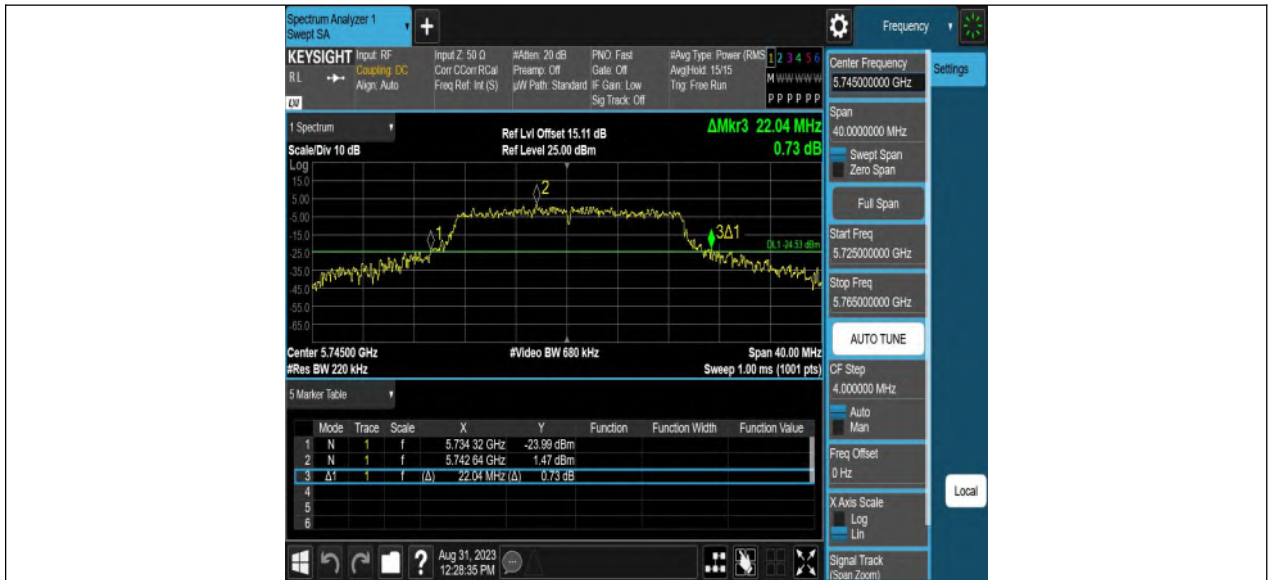 Spectrum Analyzer 1
Swept SA
+
Frequency
KEYSIGHT
RL
LXI
Input: RF
Coupling: DC
Align: Auto
Input Z: 50 Ω
Corr CCorr RCal
Freq Ref: Int (S)
#Atten: 20 dB
Preamp: Off
µW Path: Standard
PNO: Fast
Gate: Off
IF Gain: Low
Sig Track: Off
#Avg Type: Power (RMS
Avg|Hold: 15/15
Trig: Free Run
1 2 3 4 5 6
M W W W W W
P P P P P P
Center Frequency
5.745000000 GHz
Settings
1 Spectrum
Ref Lvl Offset 15.11 dB
ΔMkr3 22.04 MHz
Scale/Div 10 dB
Ref Level 25.00 dBm
0.73 dB
Span
40.0000000 MHz
Swept Span
Zero Span
Full Span
Start Freq
5.725000000 GHz
Stop Freq
5.765000000 GHz
AUTO TUNE
CF Step
4.000000 MHz
Auto
Man
Freq Offset
0 Hz
X Axis Scale
Log
Lin
Signal Track
(Span Zoom)
Local
Log
15.0
5.00
-5.00
-15.0
-25.0
-35.0
-45.0
-55.0
-65.0
1
2
3Δ1
DL1 -24.53 dBm
Center 5.74500 GHz
#Video BW 680 kHz
Span 40.00 MHz
#Res BW 220 kHz
Sweep 1.00 ms (1001 pts)
5 Marker Table
Mode Trace Scale X Y Function Function Width Function Value
1 N 1 f 5.734 32 GHz -23.99 dBm
2 N 1 f 5.742 64 GHz 1.47 dBm
3 Δ1 1 f (Δ) 22.04 MHz (Δ) 0.73 dB
4
5
6
?
Aug 31, 2023
12:28:35 PM